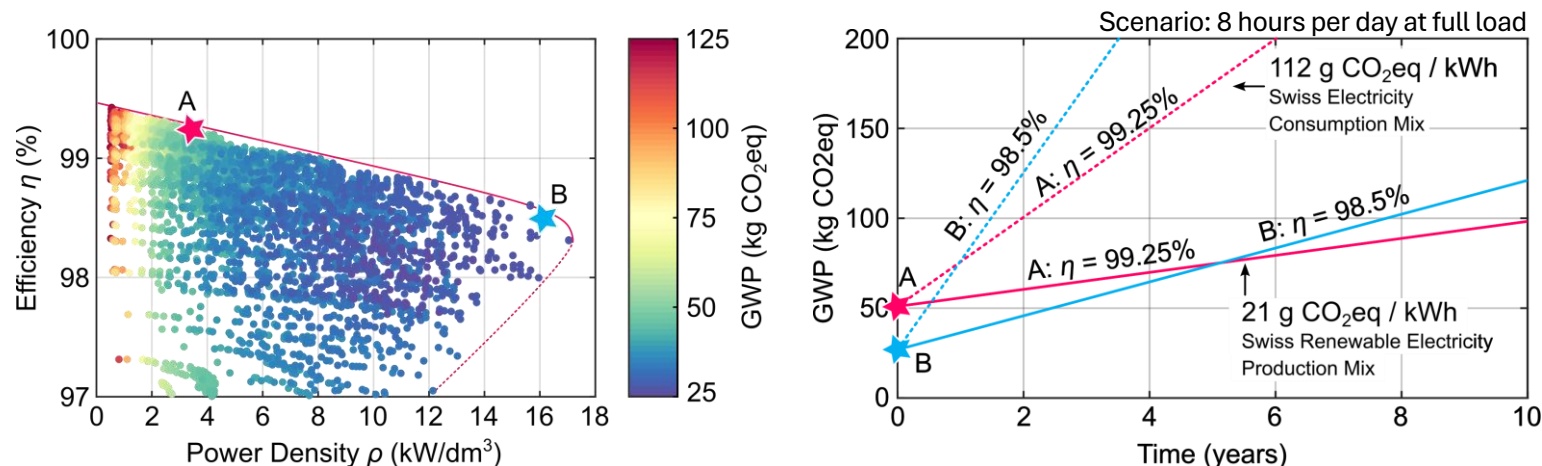 100
99
98
97
Efficiency η (%)
A
B
0 2 4 6 8 10 12 14 16 18
Power Density ρ (kW/dm³)
125
100
75
50
25
GWP (kg CO₂eq)
Scenario: 8 hours per day at full load
200
150
100
50
0
GWP (kg CO2eq)
B: η = 98.5%
A: η = 99.25%
112 g CO₂eq / kWh
Swiss Electricity
Consumption Mix
A
A: η = 99.25%
B: η = 98.5%
B
21 g CO₂eq / kWh
Swiss Renewable Electricity
Production Mix
0 2 4 6 8 10
Time (years)